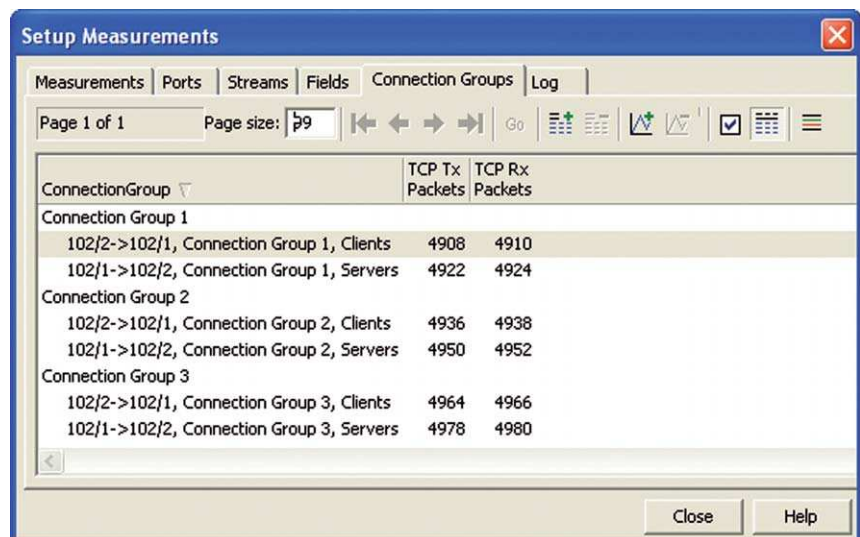 Setup Measurements
Measurements Ports Streams Fields Connection Groups Log
Page 1 of 1 Page size: Go
ConnectionGroup TCP Tx Packets TCP Rx Packets
Connection Group 1
102/2->102/1, Connection Group 1, Clients 4908 4910
102/1->102/2, Connection Group 1, Servers 4922 4924
Connection Group 2
102/2->102/1, Connection Group 2, Clients 4936 4938
102/1->102/2, Connection Group 2, Servers 4950 4952
Connection Group 3
102/2->102/1, Connection Group 3, Clients 4964 4966
102/1->102/2, Connection Group 3, Servers 4978 4980
Close Help